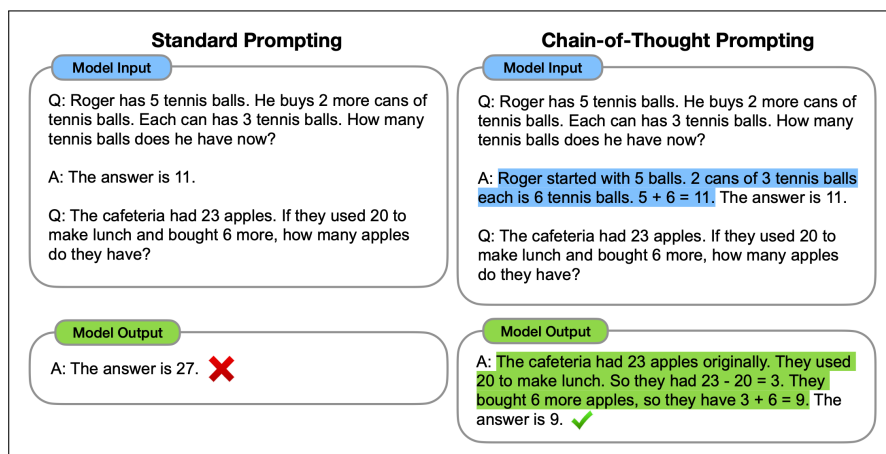 Standard Prompting
Model Input
Q: Roger has 5 tennis balls. He buys 2 more cans of
tennis balls. Each can has 3 tennis balls. How many
tennis balls does he have now?
A: The answer is 11.
Q: The cafeteria had 23 apples. If they used 20 to
make lunch and bought 6 more, how many apples
do they have?
Model Output
A: The answer is 27.
Chain-of-Thought Prompting
Model Input
Q: Roger has 5 tennis balls. He buys 2 more cans of
tennis balls. Each can has 3 tennis balls. How many
tennis balls does he have now?
A: Roger started with 5 balls. 2 cans of 3 tennis balls
each is 6 tennis balls. 5 + 6 = 11. The answer is 11.
Q: The cafeteria had 23 apples. If they used 20 to
make lunch and bought 6 more, how many apples
do they have?
Model Output
A: The cafeteria had 23 apples originally. They used
20 to make lunch. So they had 23 - 20 = 3. They
bought 6 more apples, so they have 3 + 6 = 9. The
answer is 9.